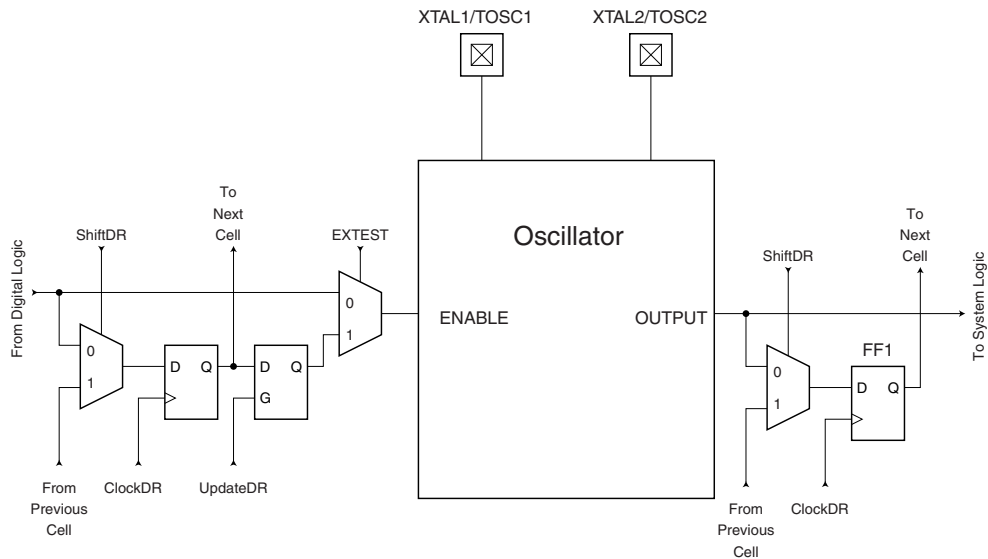 XTAL1/TOSC1
XTAL2/TOSC2
To
Next
Cell
ShiftDR
EXTEST
From Digital Logic
0
1
D Q
D Q
G
0
1
From
Previous
Cell
ClockDR
UpdateDR
Oscillator
ENABLE
OUTPUT
To
Next
Cell
ShiftDR
To System Logic
FF1
0
1
D Q
From
Previous
Cell
ClockDR